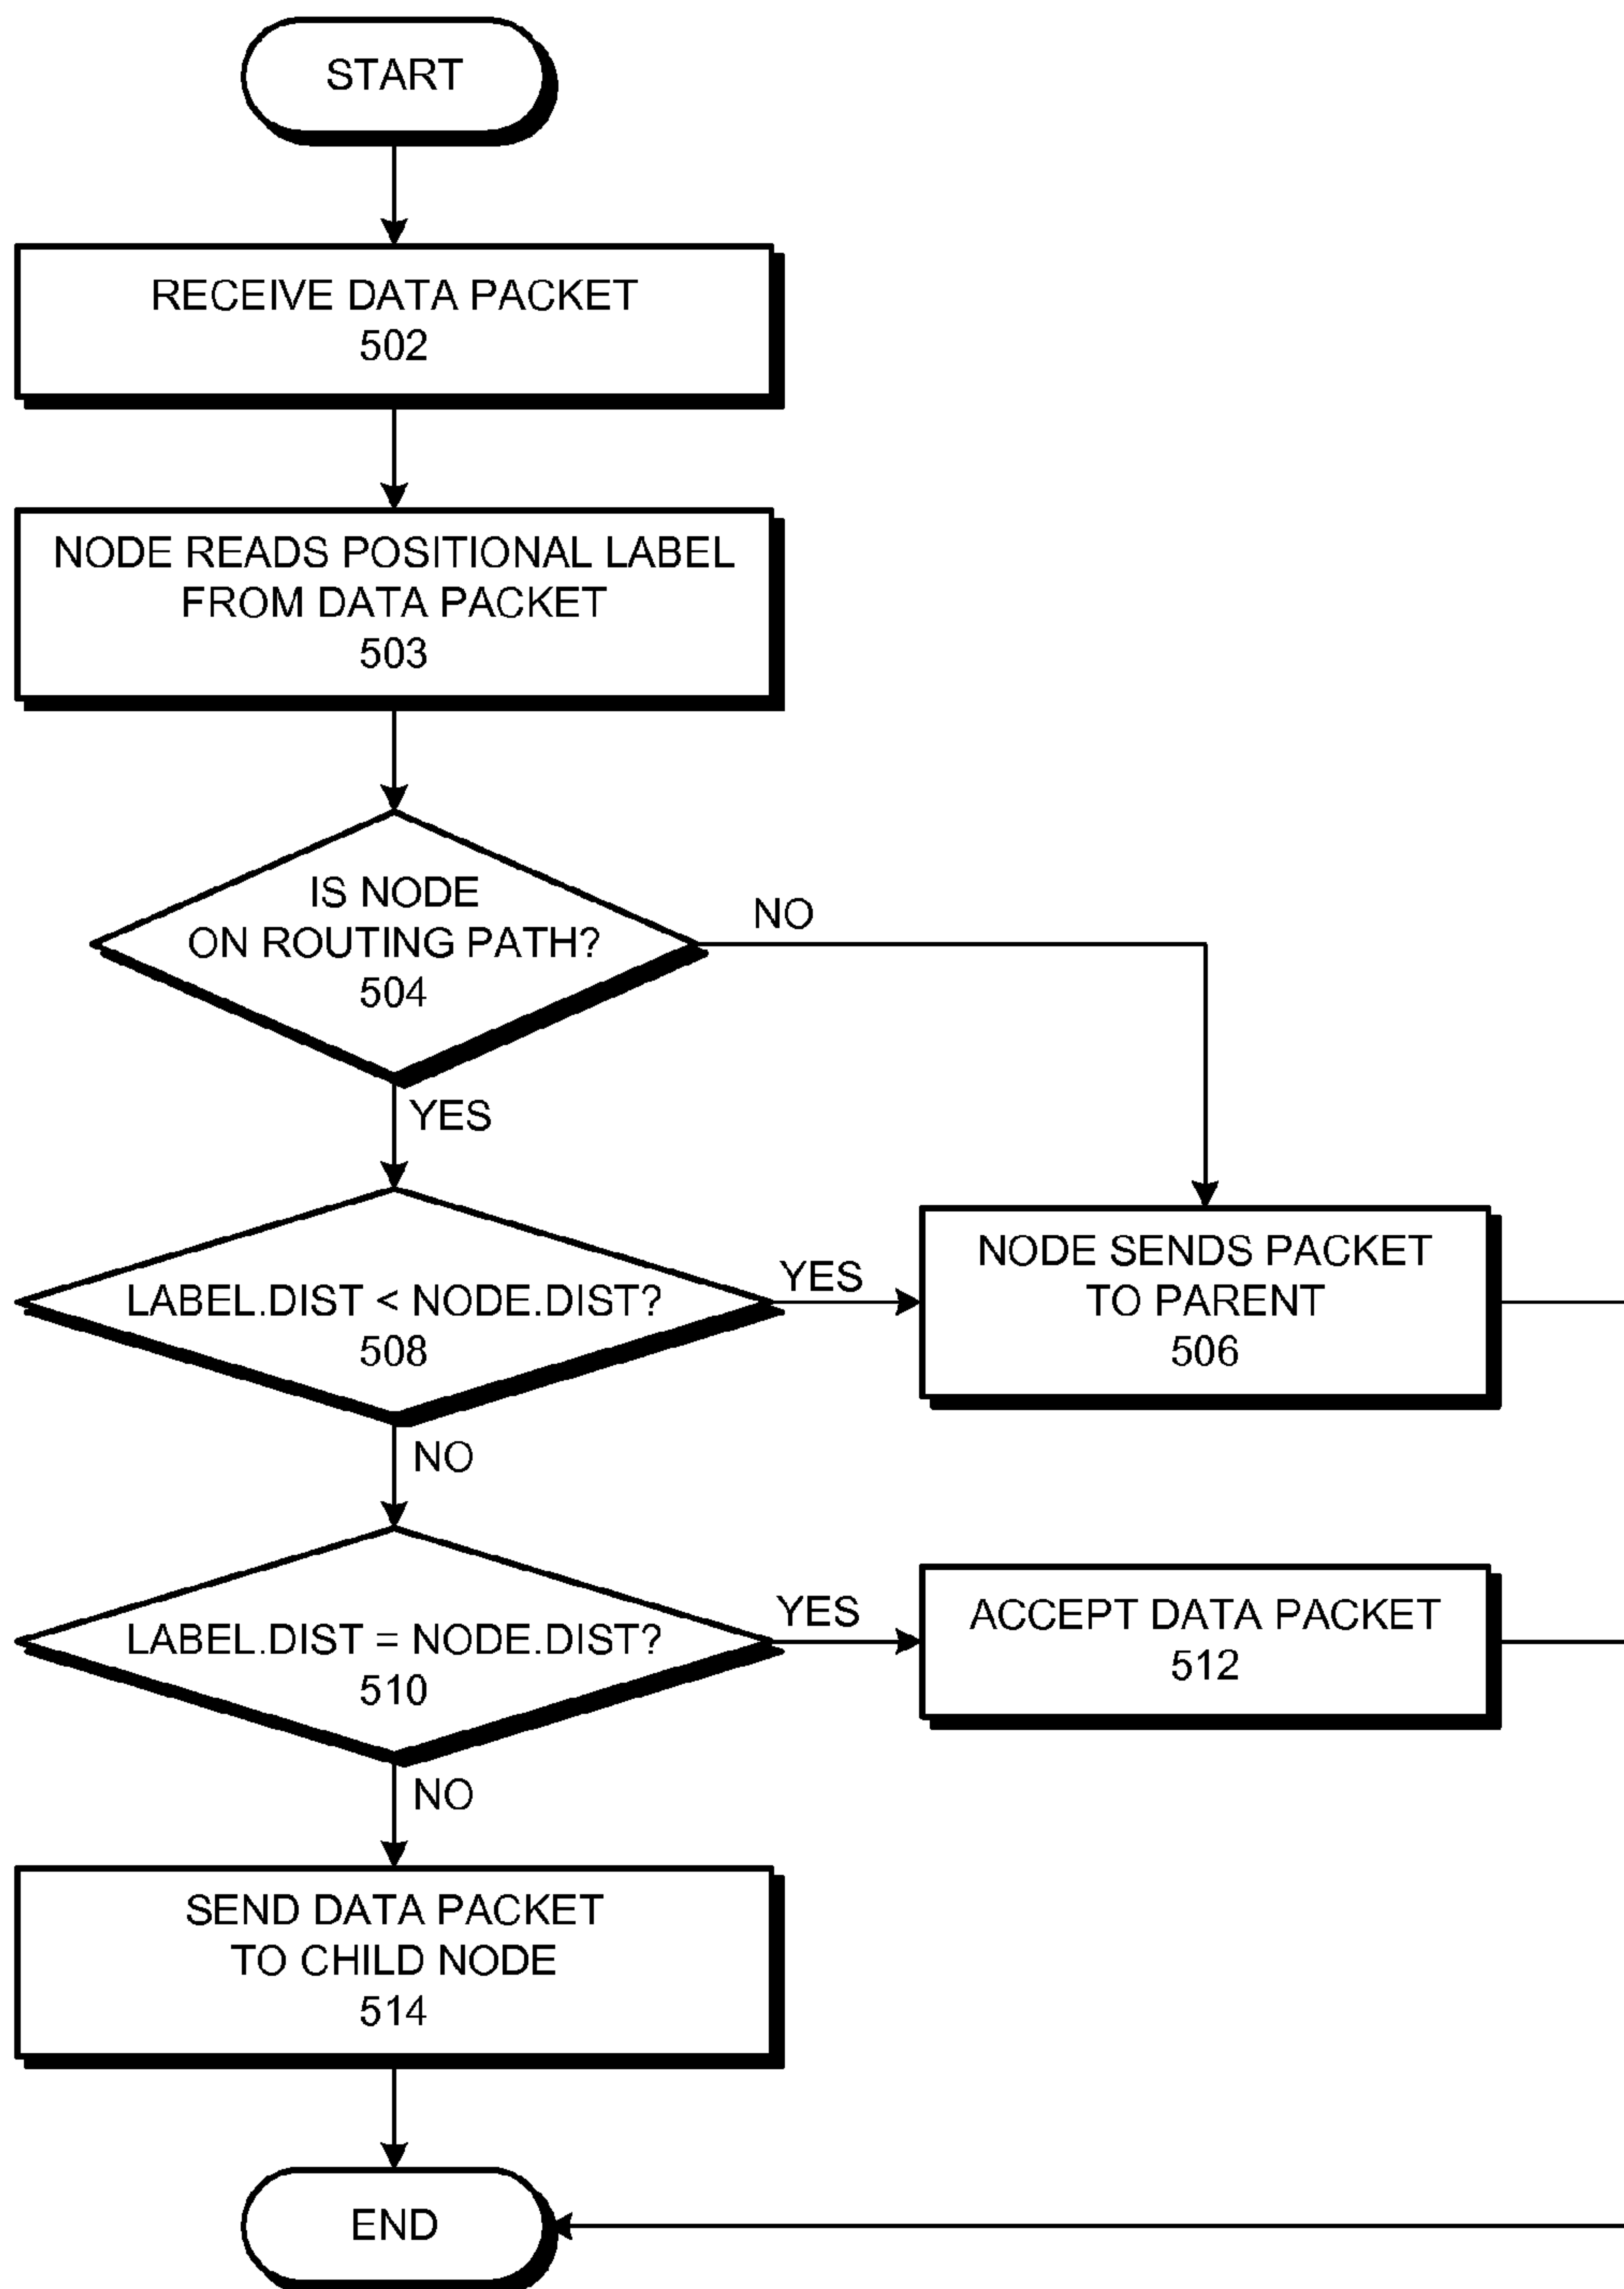 START
RECEIVE DATA PACKET
502
NODE READS POSITIONAL LABEL
FROM DATA PACKET
503
IS NODE
ON ROUTING PATH?
504
NO
YES
LABEL.DIST < NODE.DIST?
508
YES
NODE SENDS PACKET
TO PARENT
506
NO
LABEL.DIST = NODE.DIST?
510
YES
ACCEPT DATA PACKET
512
NO
SEND DATA PACKET
TO CHILD NODE
514
END